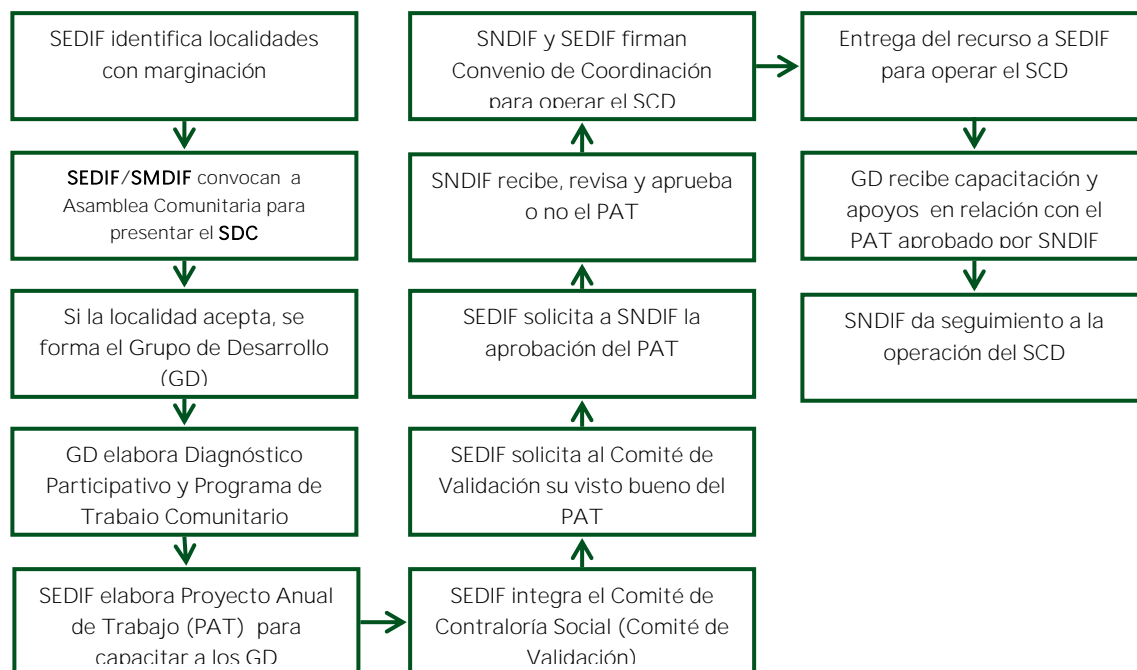 SEDIF identifica localidades
con marginación
SEDIF/SMDIF convocan a
Asamblea Comunitaria para
presentar el SDC
Si la localidad acepta, se
forma el Grupo de Desarrollo
(GD)
GD elabora Diagnóstico
Participativo y Programa de
Trabajo Comunitario
SEDIF elabora Proyecto Anual
de Trabajo (PAT) para
capacitar a los GD
SEDIF integra el Comité de
Contraloría Social (Comité de
Validación)
SEDIF solicita al Comité de
Validación su visto bueno del
PAT
SEDIF solicita a SNDIF la
aprobación del PAT
SNDIF recibe, revisa y aprueba
o no el PAT
SNDIF y SEDIF firman
Convenio de Coordinación
para operar el SCD
Entrega del recurso a SEDIF
para operar el SCD
GD recibe capacitación y
apoyos en relación con el
PAT aprobado por SNDIF
SNDIF da seguimiento a la
operación del SCD